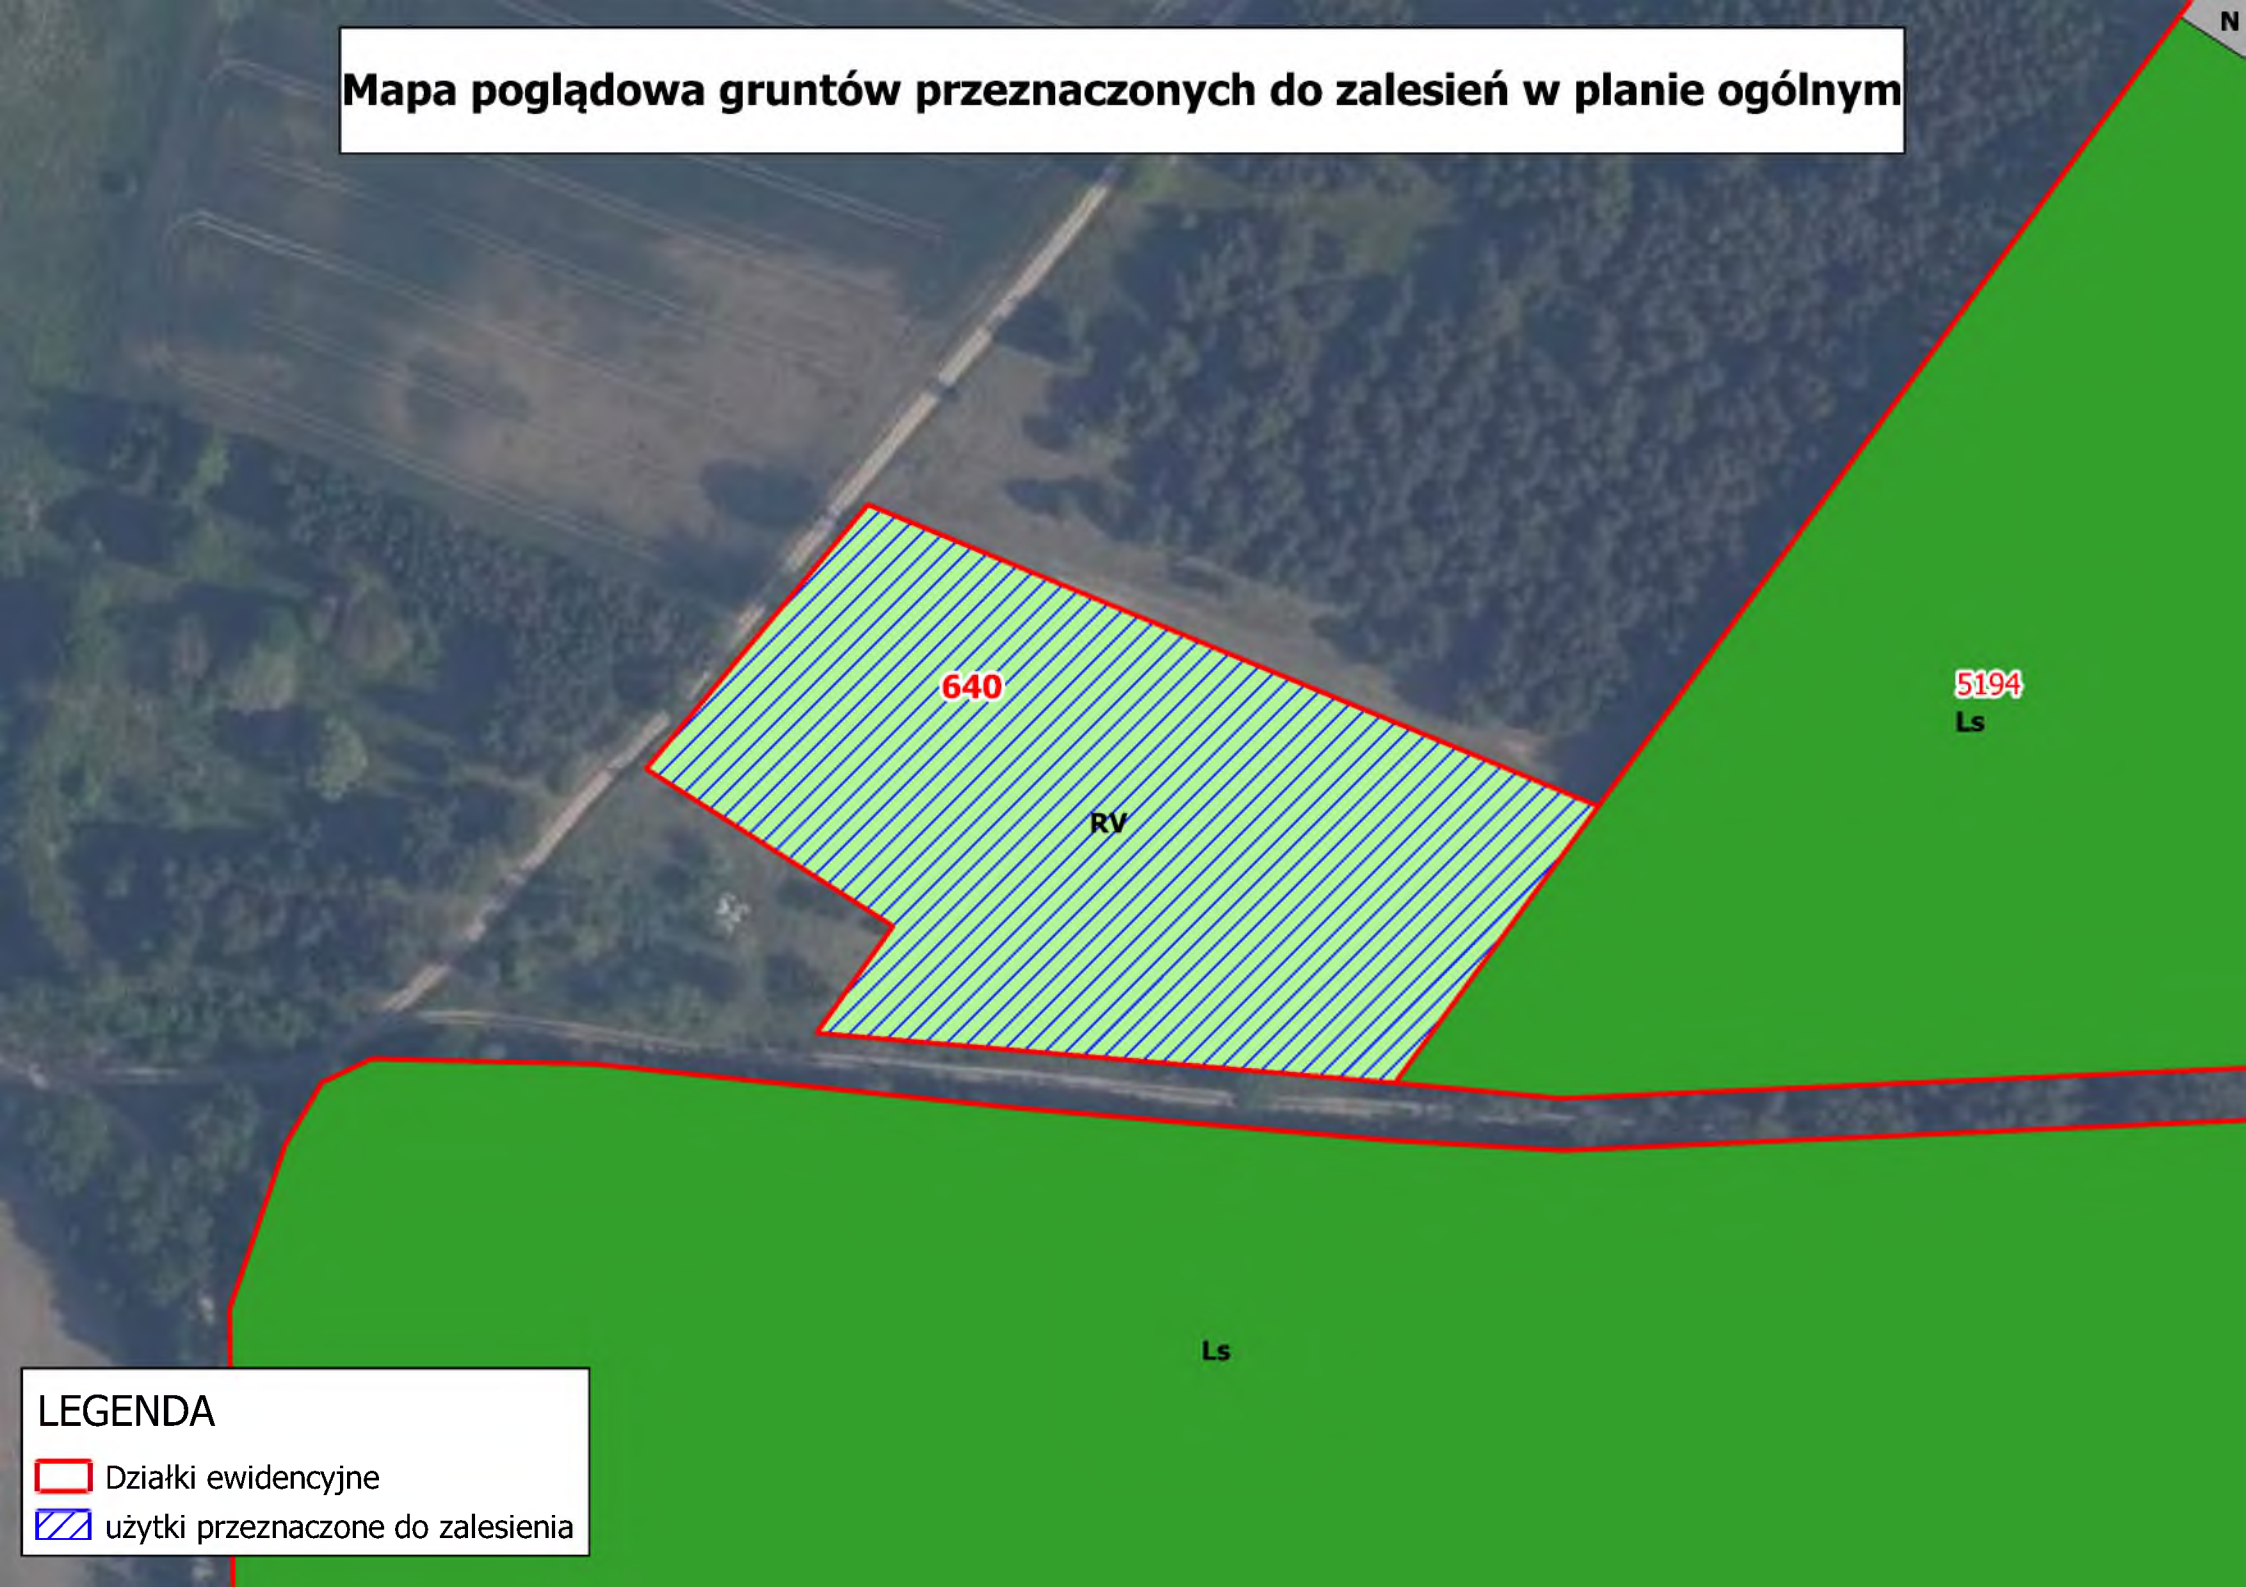 N
Mapa poglądowa gruntów przeznaczonych do zalesień w planie ogólnym
640
5194
Ls
RV
Ls
LEGENDA
Działki ewidencyjne
użytki przeznaczone do zalesienia